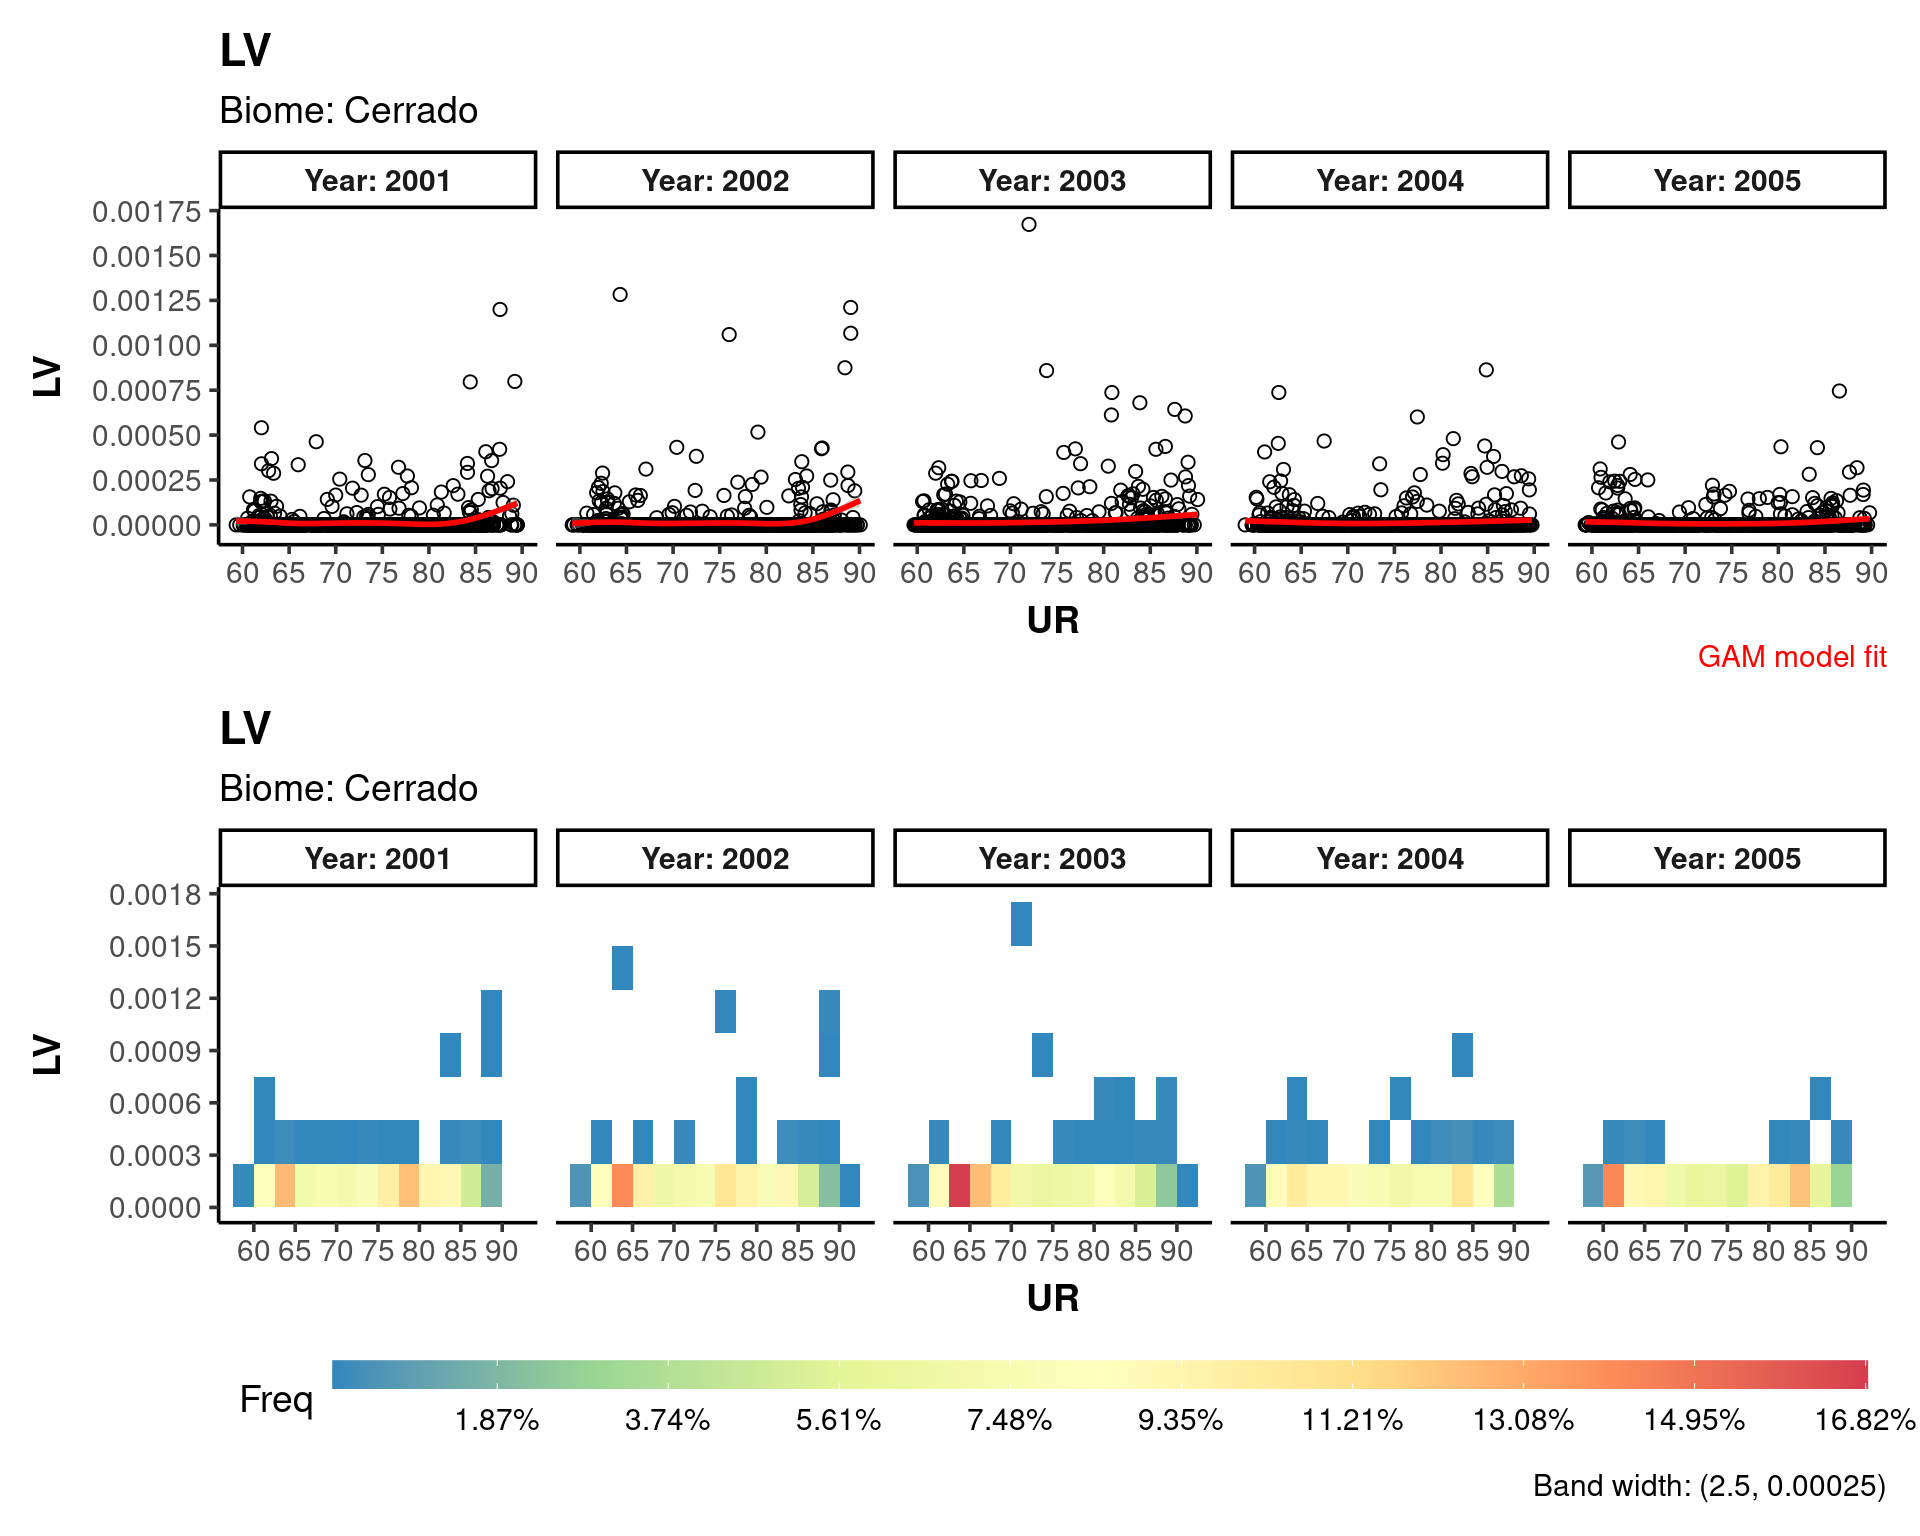 LV
Biome: Cerrado
Year: 2001 Year: 2002 Year: 2003 Year: 2004 Year: 2005
0.00175
0.00150
0.00125
0.00100
0.00075
0.00050
0.00025
0.00000
LV
60 65 70 75 80 85 90 60 65 70 75 80 85 90 60 65 70 75 80 85 90 60 65 70 75 80 85 90 60 65 70 75 80 85 90
UR
GAM model fit
LV
Biome: Cerrado
Year: 2001 Year: 2002 Year: 2003 Year: 2004 Year: 2005
0.0018
0.0015
0.0012
0.0009
0.0006
0.0003
0.0000
LV
60 65 70 75 80 85 90 60 65 70 75 80 85 90 60 65 70 75 80 85 90 60 65 70 75 80 85 90 60 65 70 75 80 85 90
UR
Freq
1.87% 3.74% 5.61% 7.48% 9.35% 11.21% 13.08% 14.95% 16.82%
Band width: (2.5, 0.00025)